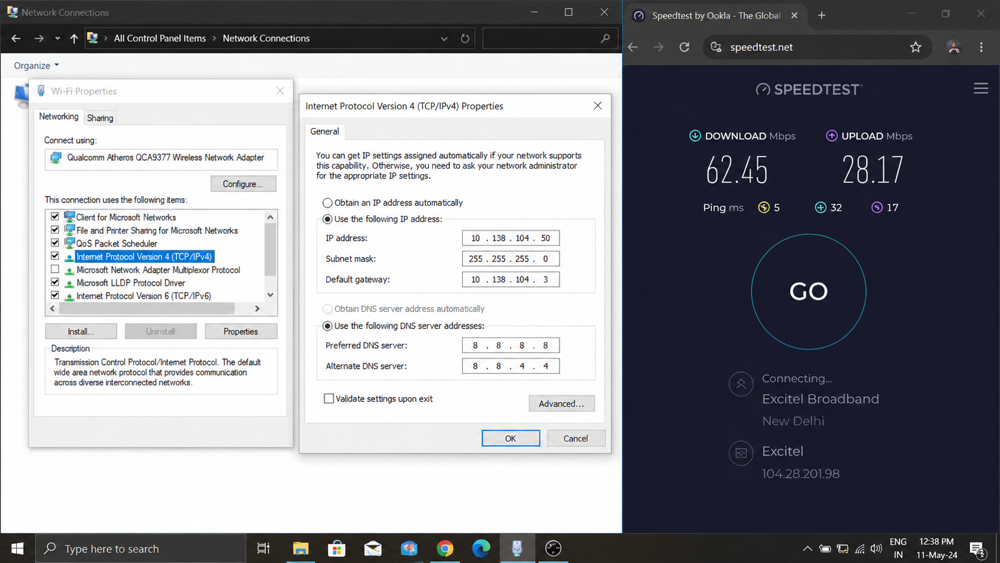 Network Connections
All Control Panel Items > Network Connections
Organize
Wi-Fi Properties
Networking
Sharing
Connect using:
Qualcomm Atheros QCA9377 Wireless Network Adapter
Configure...
This connection uses the following items:
Client for Microsoft Networks
File and Printer Sharing for Microsoft Networks
QoS Packet Scheduler
Internet Protocol Version 4 (TCP/IPv4)
Microsoft Network Adapter Multiplexor Protocol
Microsoft LLDP Protocol Driver
Internet Protocol Version 6 (TCP/IPv6)
Install... Uninstall Properties
Description
Transmission Control Protocol/Internet Protocol. The default
wide area network protocol that provides communication
across diverse interconnected networks.
Internet Protocol Version 4 (TCP/IPv4) Properties
General
You can get IP settings assigned automatically if your network supports
this capability. Otherwise, you need to ask your network administrator
for the appropriate IP settings.
Obtain an IP address automatically
Use the following IP address:
IP address: 10 . 138 . 104 . 50
Subnet mask: 255 . 255 . 255 . 0
Default gateway: 10 . 138 . 104 . 3
Obtain DNS server address automatically
Use the following DNS server addresses:
Preferred DNS server: 8 . 8 . 8 . 8
Alternate DNS server: 8 . 8 . 4 . 4
Validate settings upon exit
Advanced...
OK Cancel
Speedtest by Ookla - The Global
speedtest.net
SPEEDTEST
DOWNLOAD Mbps UPLOAD Mbps
62.45 28.17
Ping ms 5 32 17
GO
Connecting...
Excitel Broadband
New Delhi
Excitel
104.28.201.98
Type here to search
ENG
IN
12:38 PM
11-May-24